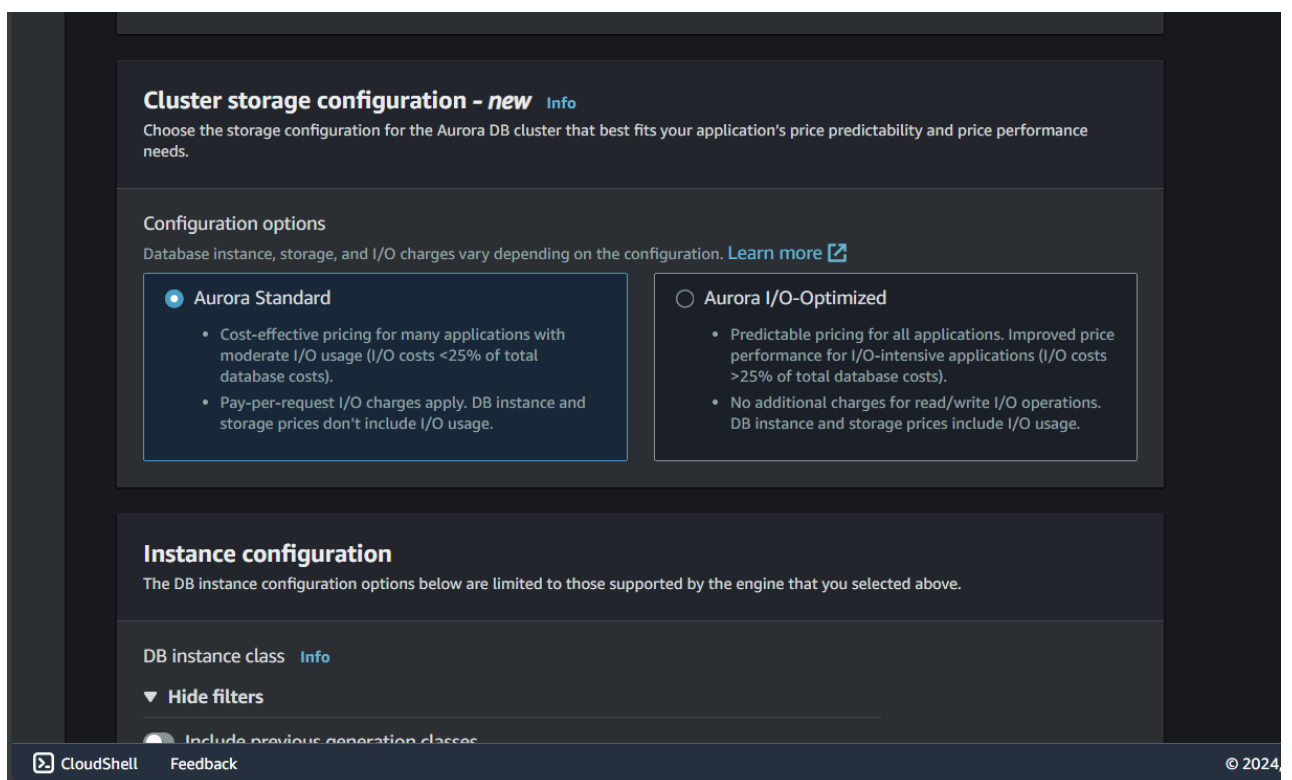 Cluster storage configuration - new Info
Choose the storage configuration for the Aurora DB cluster that best fits your application's price predictability and price performance
needs.
Configuration options
Database instance, storage, and I/O charges vary depending on the configuration. Learn more
Aurora Standard
• Cost-effective pricing for many applications with
moderate I/O usage (I/O costs <25% of total
database costs).
• Pay-per-request I/O charges apply. DB instance and
storage prices don't include I/O usage.
Aurora I/O-Optimized
• Predictable pricing for all applications. Improved price
performance for I/O-intensive applications (I/O costs
>25% of total database costs).
• No additional charges for read/write I/O operations.
DB instance and storage prices include I/O usage.
Instance configuration
The DB instance configuration options below are limited to those supported by the engine that you selected above.
DB instance class Info
Hide filters
Include previous generation classes
CloudShell Feedback © 2024,